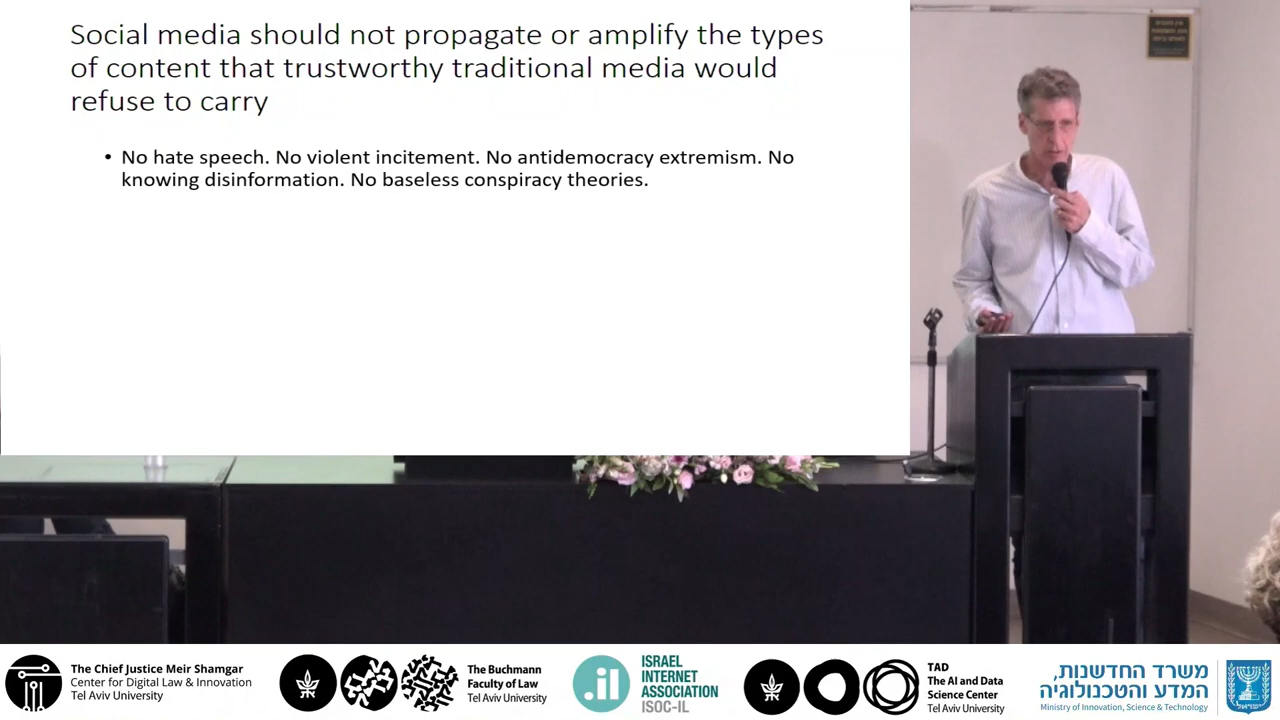 Social media should not propagate or amplify the types
of content that trustworthy traditional media would
refuse to carry
• No hate speech. No violent incitement. No antidemocracy extremism. No
knowing disinformation. No baseless conspiracy theories.
The Chief Justice Meir Shamgar
Center for Digital Law & Innovation
Tel Aviv University
The Buchmann
Faculty of Law
Tel Aviv University
.il
ISRAEL
INTERNET
ASSOCIATION
ISOC-IL
TAD
The AI and Data
Science Center
Tel Aviv University
משרד החדשנות,
המדע והטכנולוגיה
Ministry of Innovation, Science & Technology